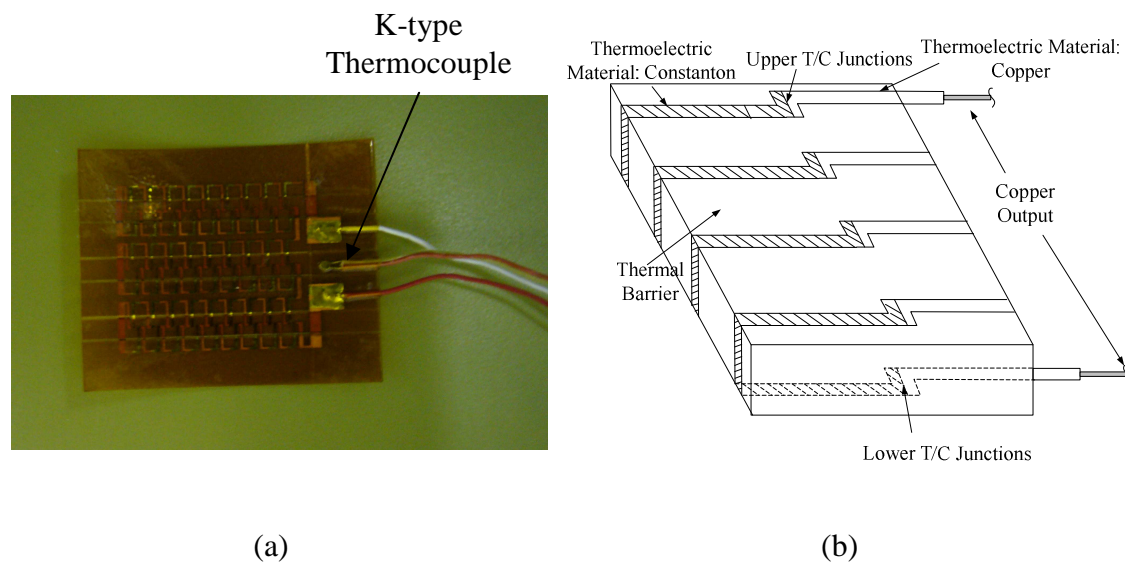 K-type
Thermocouple
(a)
Thermoelectric
Material: Constanton
Upper T/C Junctions
Thermoelectric Material:
Copper
Copper
Output
Thermal
Barrier
Lower T/C Junctions
(b)